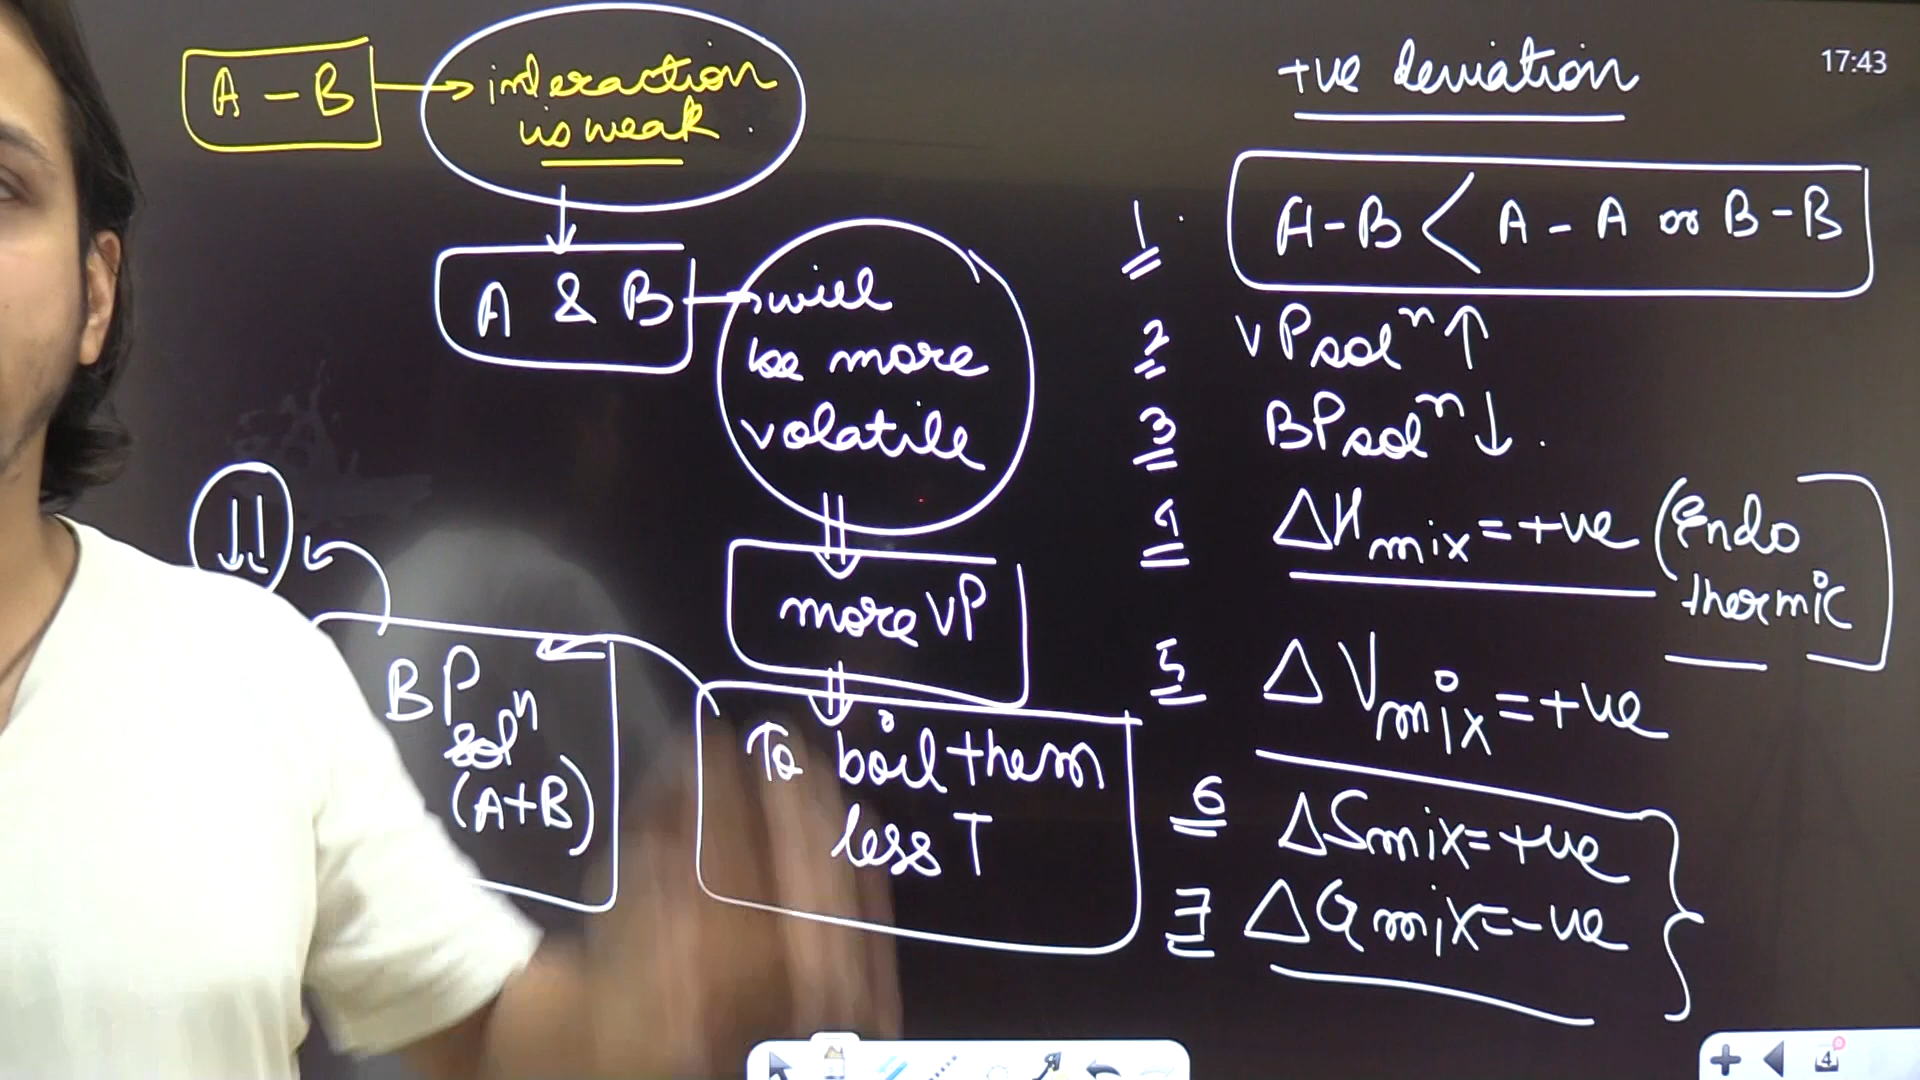 A - B → interaction
is weak.
A & B → will
be more
volatile
more VP
To boil them
less T
BP
solⁿ
(A+B)
↓↓
+ve deviation
17:43
1. A-B < A-A or B-B
2 VPsolⁿ↑
3 BPsolⁿ↓.
4 ΔHmix=+ve (Endo
thermic
5 ΔVmix=+ve
6 ΔSmix=+ve
7 ΔGmix=-ve
4